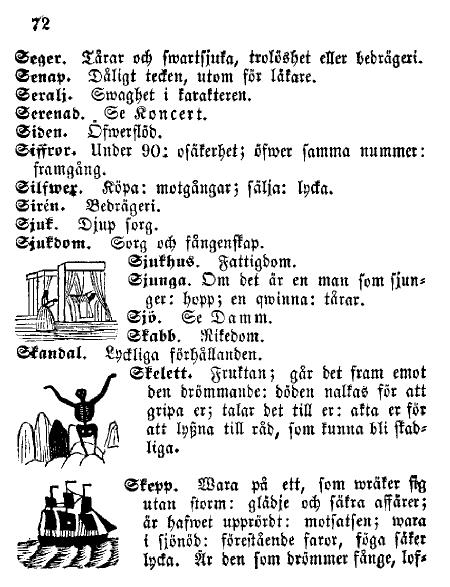 72
Seger. Tårar och swartsjuka, trolöshet eller bedrägeri.
Senap. Dåligt tecken, utom för läkare.
Seralj. Swaghet i karakteren.
Serenad. Se Koncert.
Siden. Öfwerflöd.
Siffror. Under 90: osäkerhet; öfwer samma nummer:
framgång.
Silfwer. Köpa: motgångar; sälja: lycka.
Sirén. Bedrägeri.
Sjuk. Djup sorg.
Sjukdom. Sorg och fångenskap.
Sjukhus. Fattigdom.
Sjunga. Om det är en man som sjun-
ger: hopp; en qwinna: tårar.
Sjö. Se Damm.
Skabb. Rikedom.
Skandal. Lyckliga förhållanden.
Skelett. Fruktan; går det fram emot
den drömmande: döden nalkas för att
gripa er; talar det till er: akta er för
att lyßna till råd, som kunna bli skad-
liga.
Skepp. Wara på ett, som wräker sig
utan storm: glädje och säkra affärer;
är hafwet upprördt: motsatsen; wara
i sjönöd: förestående faror, föga säker
lycka. Är den som drömmer fånge, lof-